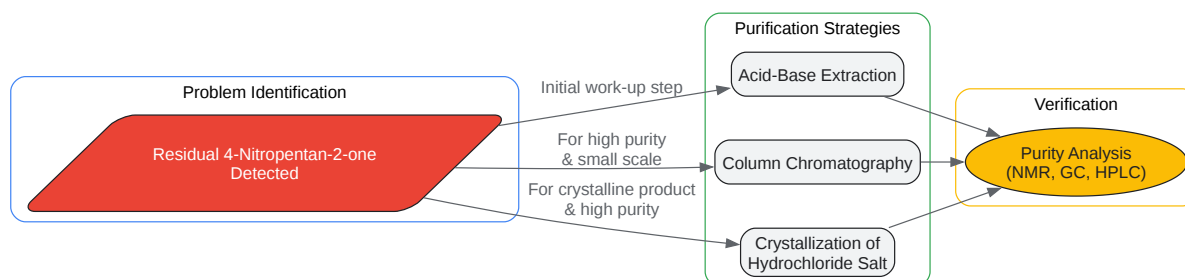 Problem Identification
Residual 4-Nitropentan-2-one
Detected
Initial work-up step
For high purity
& small scale
For crystalline product
& high purity
Purification Strategies
Acid-Base Extraction
Column Chromatography
Crystallization of
Hydrochloride Salt
Verification
Purity Analysis
(NMR, GC, HPLC)